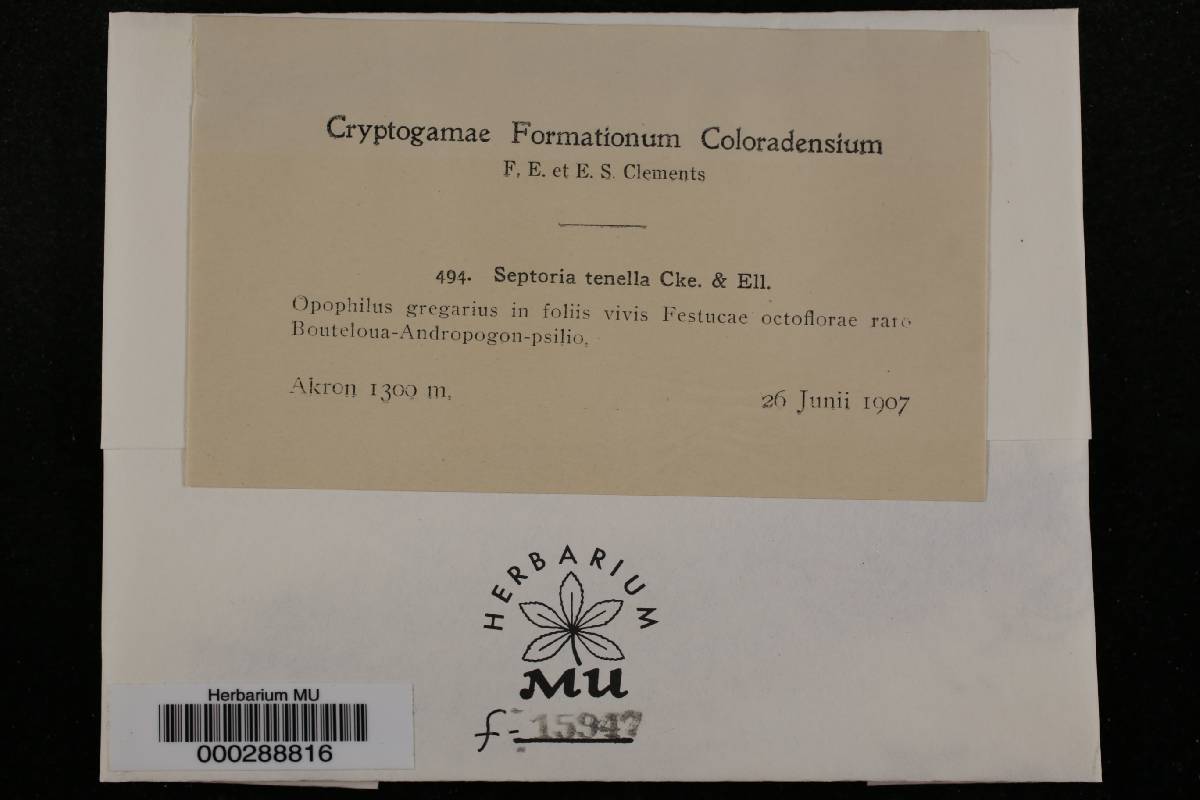 Cryptogamae Formationum Coloradensium
F. E. et E. S. Clements
494. Septoria tenella Cke. & Ell.
Opophilus gregarius in foliis vivis Festucae octoflorae raro
Bouteloua-Andropogon-psilio,
Akron 1300 m,
26 Junii 1907
HERBARIUM
MU
f- 15947
Herbarium MU
000288816